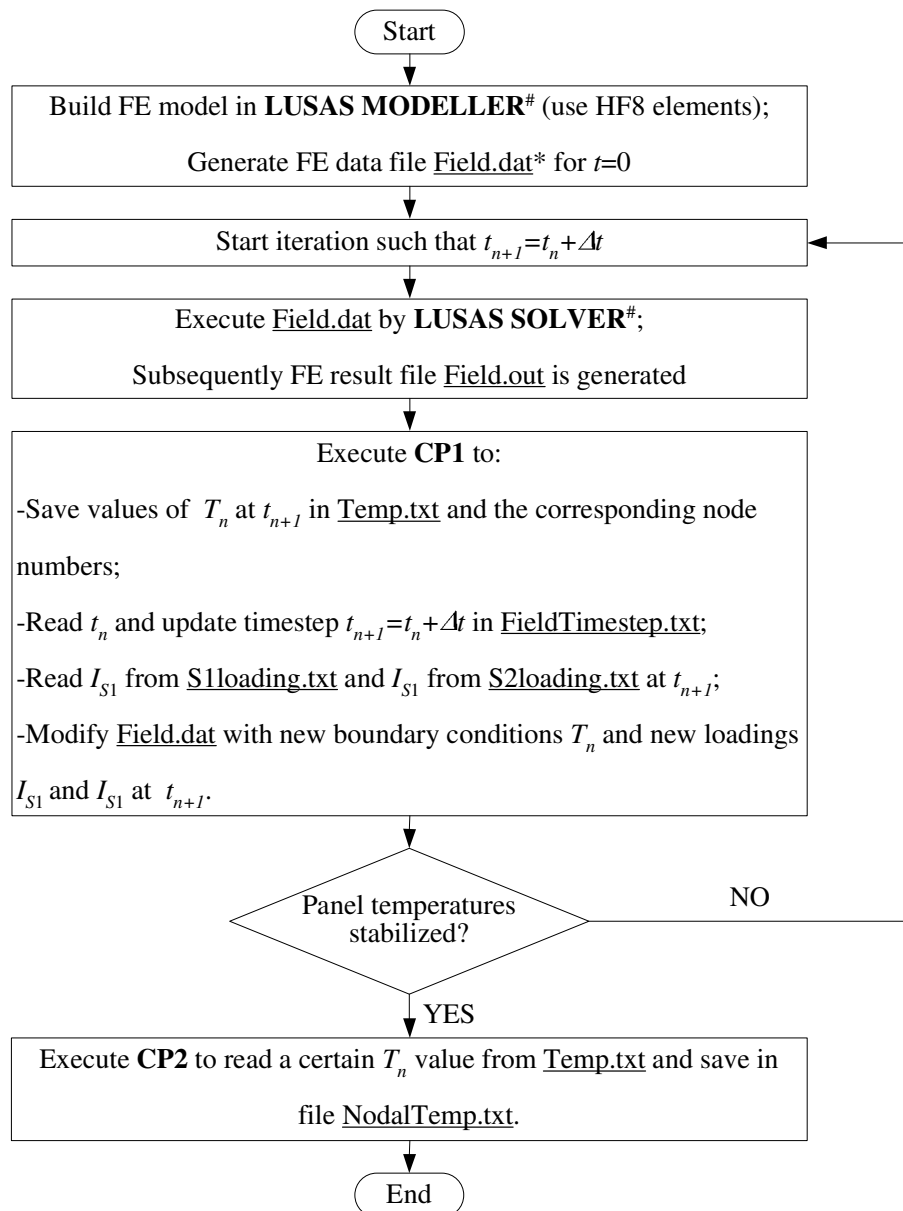 Start
Build FE model in LUSAS MODELLER# (use HF8 elements);
Generate FE data file Field.dat* for t=0
Start iteration such that tn+1=tn+Δt
Execute Field.dat by LUSAS SOLVER#;
Subsequently FE result file Field.out is generated
Execute CP1 to:
-Save values of Tn at tn+1 in Temp.txt and the corresponding node
numbers;
-Read tn and update timestep tn+1=tn+Δt in FieldTimestep.txt;
-Read IS1 from S1loading.txt and IS1 from S2loading.txt at tn+1;
-Modify Field.dat with new boundary conditions Tn and new loadings
IS1 and IS1 at tn+1.
Panel temperatures
stabilized?
NO
YES
Execute CP2 to read a certain Tn value from Temp.txt and save in
file NodalTemp.txt.
End